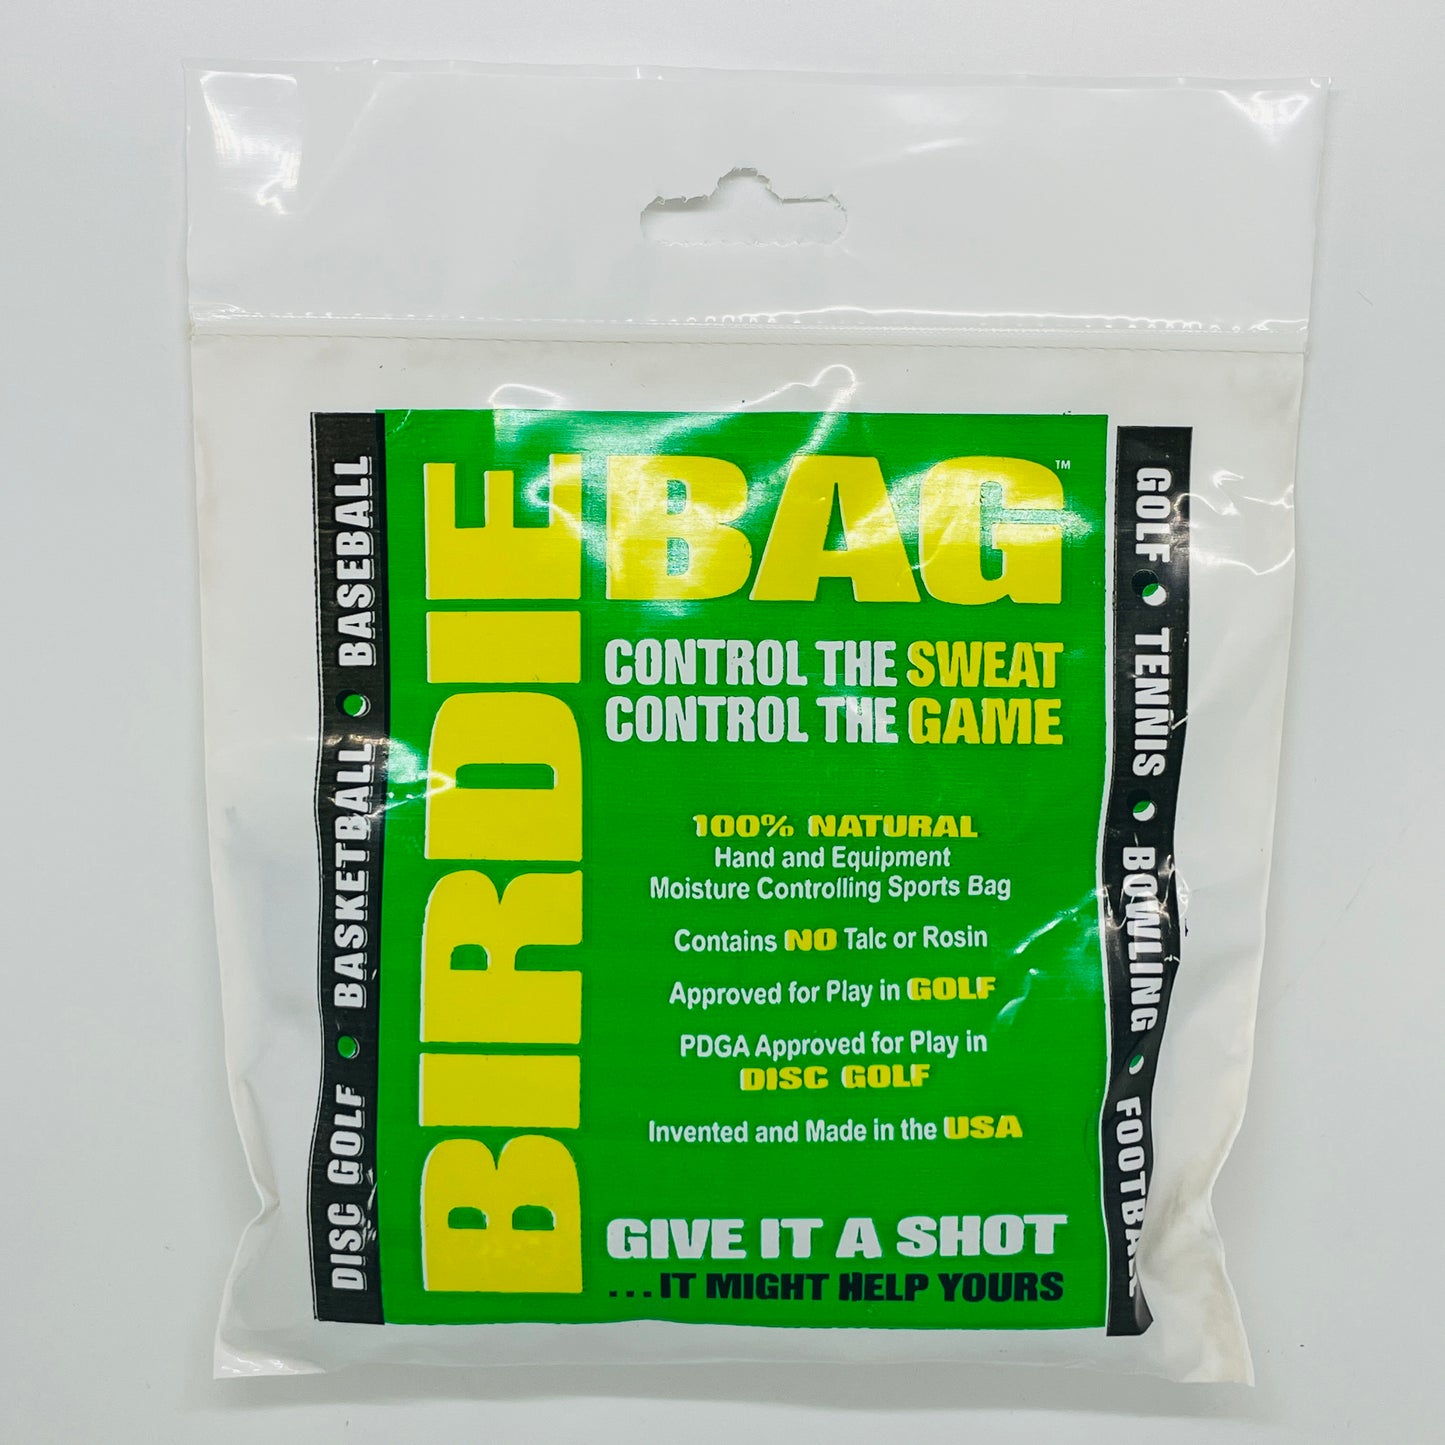 BIRDIE
BAG™
CONTROL THE SWEAT
CONTROL THE GAME
100% NATURAL
Hand and Equipment
Moisture Controlling Sports Bag
Contains NO Talc or Rosin
Approved for Play in GOLF
PDGA Approved for Play in
DISC GOLF
Invented and Made in the USA
GIVE IT A SHOT
...IT MIGHT HELP YOURS
DISC GOLF • BASKETBALL • BASEBALL
GOLF • TENNIS • BOWLING • FOOTBALL